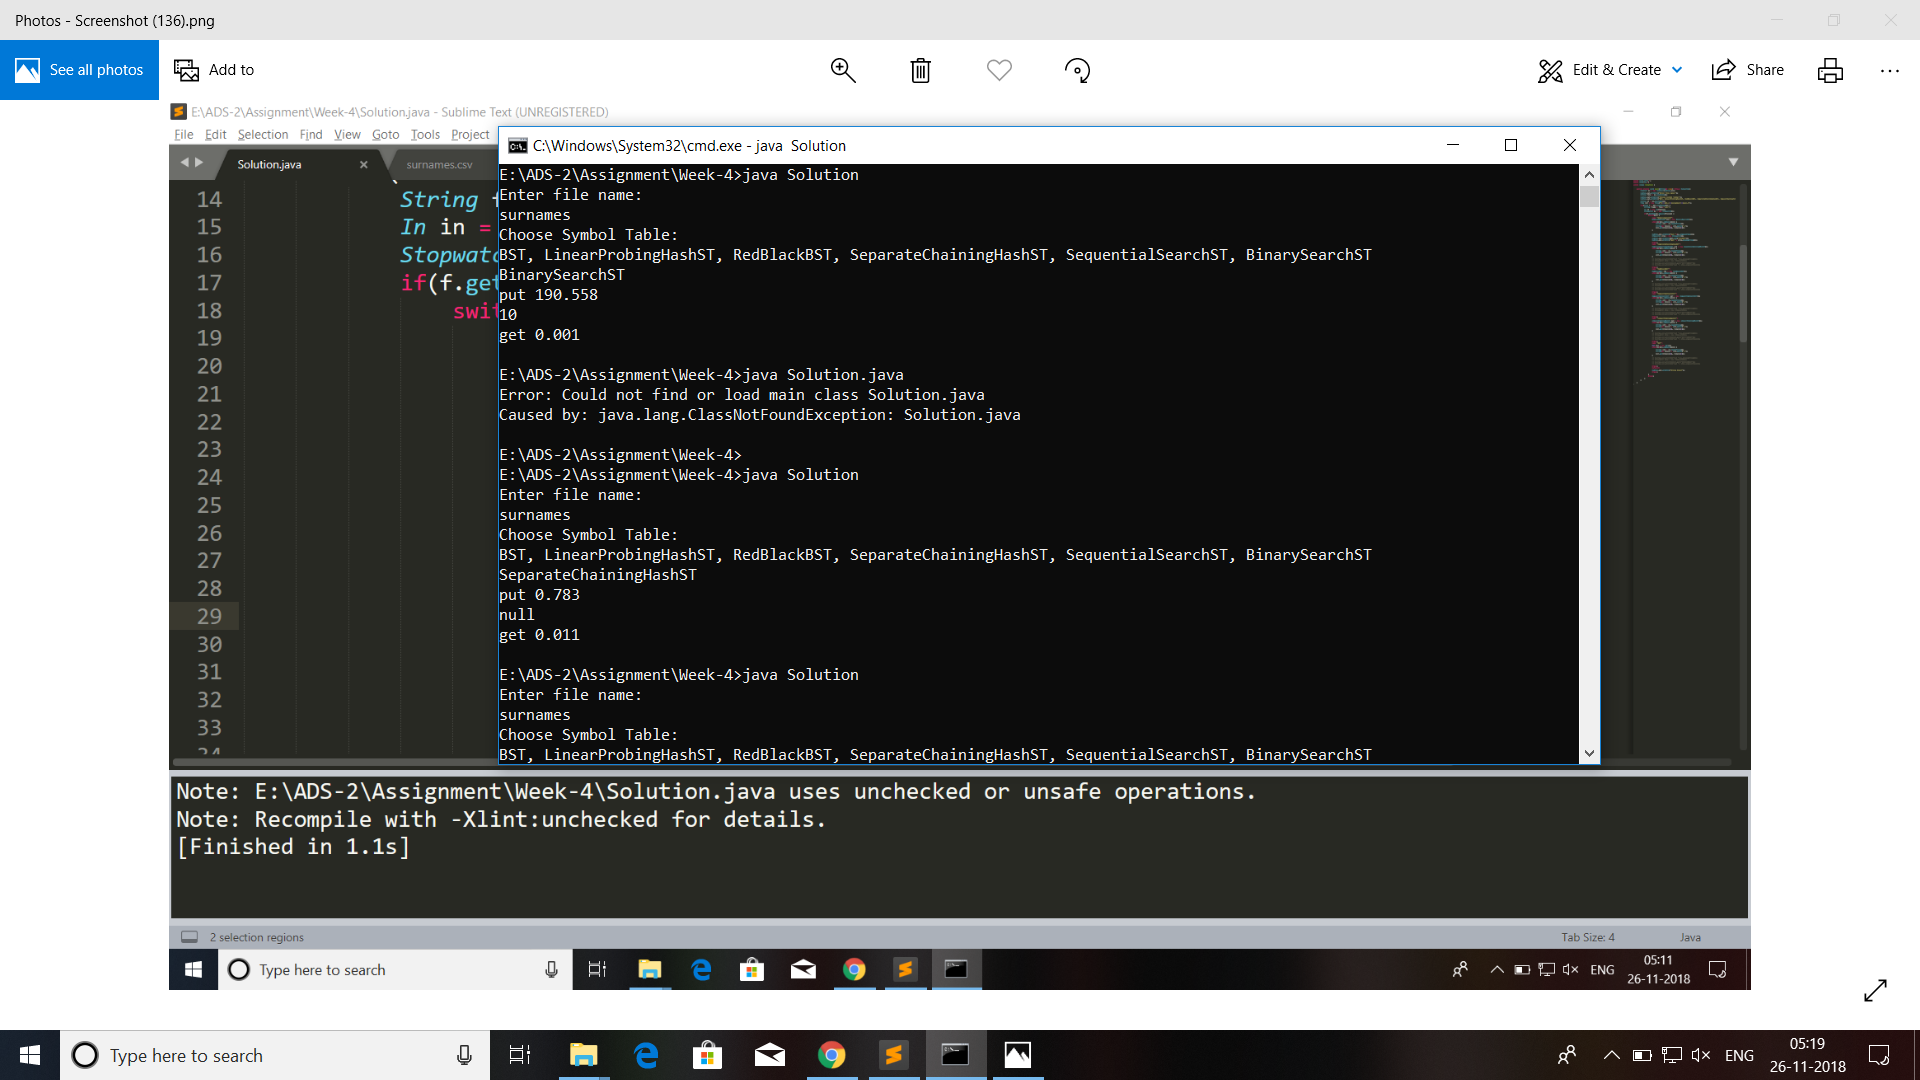 Photos - Screenshot (136).png
See all photos
Add to
Edit & Create
Share
E:\ADS-2\Assignment\Week-4\Solution.java - Sublime Text (UNREGISTERED)
File Edit Selection Find View Goto Tools Project
Solution.java
surnames.csv
14 String
15 In in =
16 Stopwatc
17 if(f.get
18 swit
19
20
21
22
23
24
25
26
27
28
29
30
31
32
33
34
C:\Windows\System32\cmd.exe - java  Solution
E:\ADS-2\Assignment\Week-4>java Solution
Enter file name:
surnames
Choose Symbol Table:
BST, LinearProbingHashST, RedBlackBST, SeparateChainingHashST, SequentialSearchST, BinarySearchST
BinarySearchST
put 190.558
10
get 0.001
E:\ADS-2\Assignment\Week-4>java Solution.java
Error: Could not find or load main class Solution.java
Caused by: java.lang.ClassNotFoundException: Solution.java
E:\ADS-2\Assignment\Week-4>
E:\ADS-2\Assignment\Week-4>java Solution
Enter file name:
surnames
Choose Symbol Table:
BST, LinearProbingHashST, RedBlackBST, SeparateChainingHashST, SequentialSearchST, BinarySearchST
SeparateChainingHashST
put 0.783
null
get 0.011
E:\ADS-2\Assignment\Week-4>java Solution
Enter file name:
surnames
Choose Symbol Table:
BST, LinearProbingHashST, RedBlackBST, SeparateChainingHashST, SequentialSearchST, BinarySearchST
Note: E:\ADS-2\Assignment\Week-4\Solution.java uses unchecked or unsafe operations.
Note: Recompile with -Xlint:unchecked for details.
[Finished in 1.1s]
2 selection regions
Tab Size: 4
Java
Type here to search
ENG
05:11
26-11-2018
Type here to search
ENG
05:19
26-11-2018